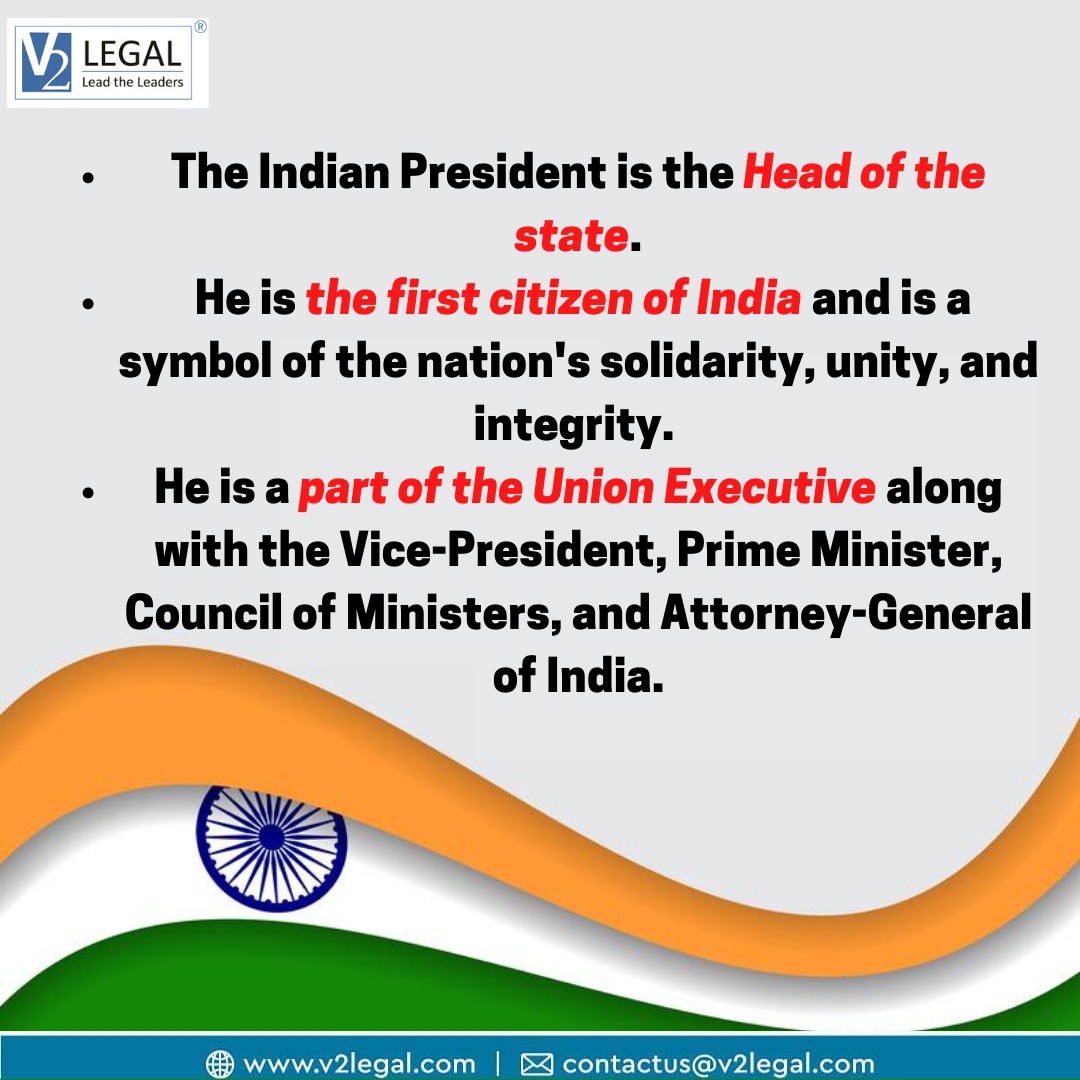 V2 LEGAL ®
Lead the Leaders
• The Indian President is the Head of the
state.
• He is the first citizen of India and is a
symbol of the nation's solidarity, unity, and
integrity.
• He is a part of the Union Executive along
with the Vice-President, Prime Minister,
Council of Ministers, and Attorney-General
of India.
www.v2legal.com | contactus@v2legal.com